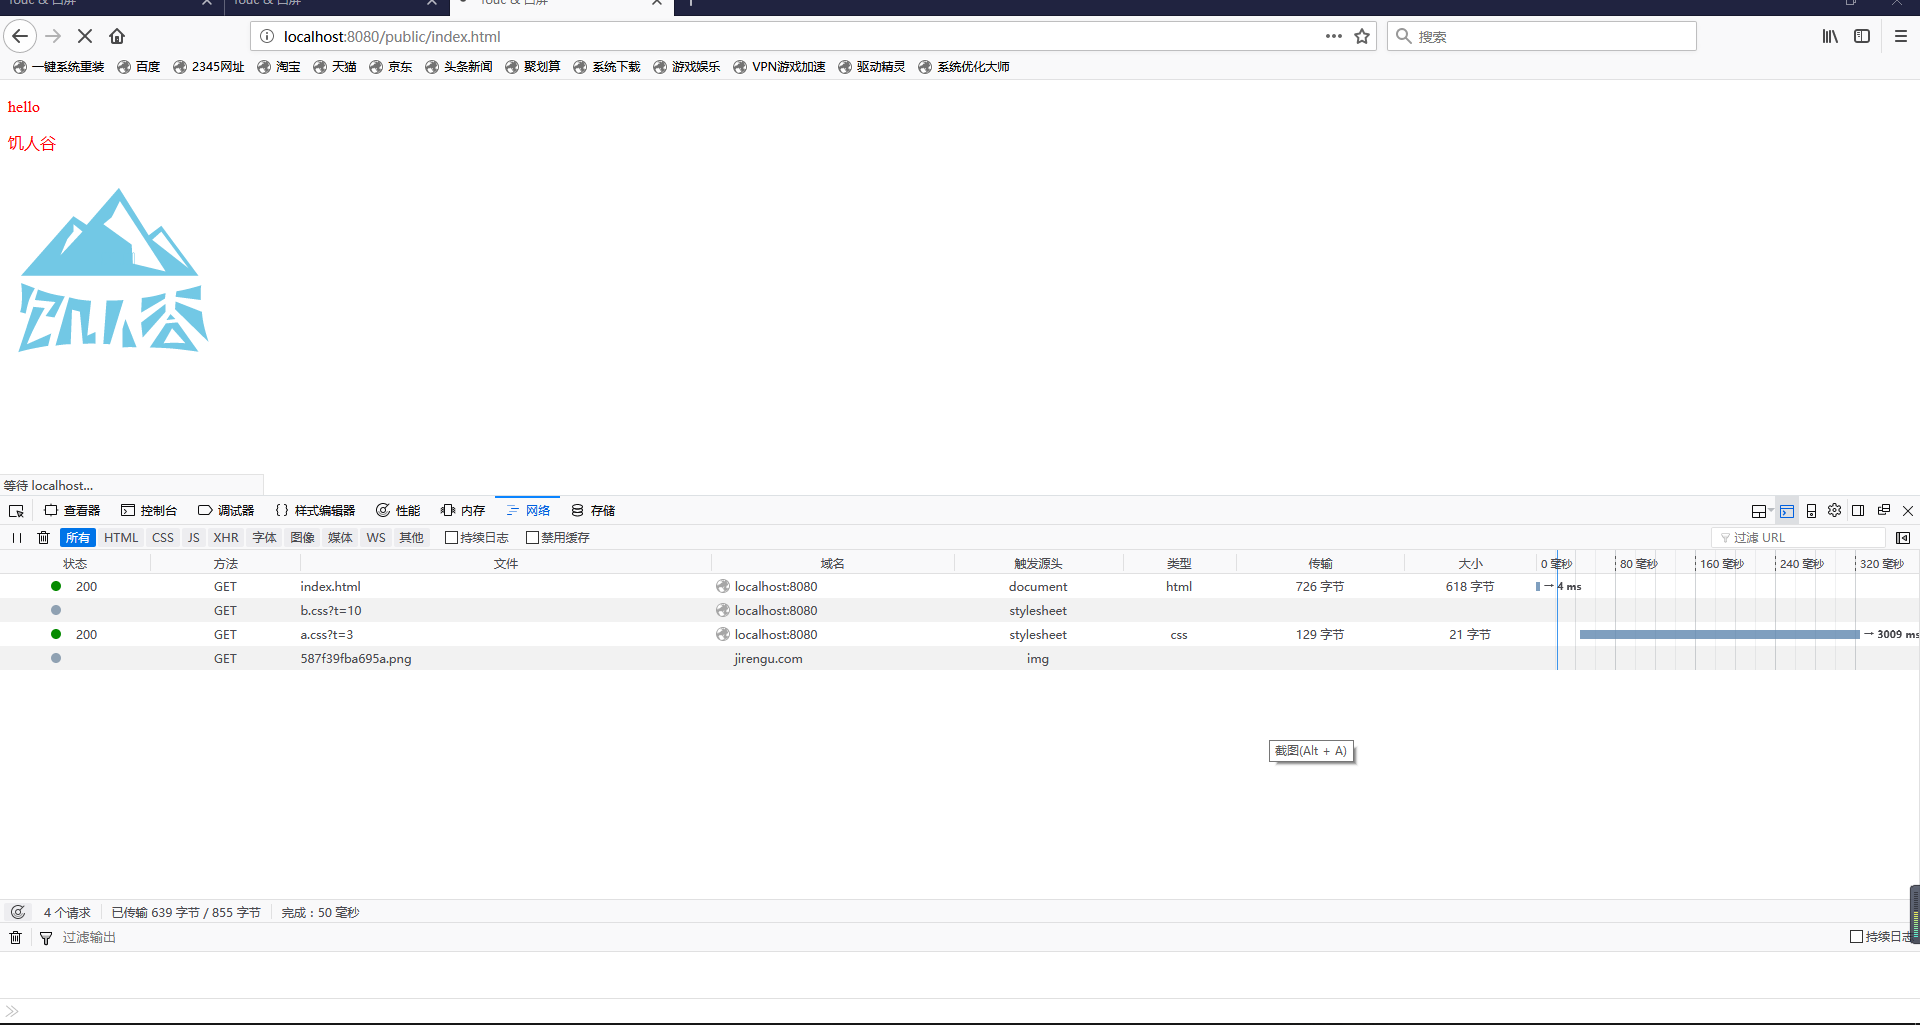 localhost:8080/public/index.html
搜索
一键系统重装 百度 2345网址 淘宝 天猫 京东 头条新闻 聚划算 系统下载 游戏娱乐 VPN游戏加速 驱动精灵 系统优化大师
hello
饥人谷
饥人谷
等待 localhost...
查看器 控制台 调试器 样式编辑器 性能 内存 网络 存储
所有 HTML CSS JS XHR 字体 图像 媒体 WS 其他 持续日志 禁用缓存 过滤 URL
状态 方法 文件 域名 触发源头 类型 传输 大小 0 毫秒 80 毫秒 160 毫秒 240 毫秒 320 毫秒
200 GET index.html localhost:8080 document html 726 字节 618 字节 → 4 ms
GET b.css?t=10 localhost:8080 stylesheet
200 GET a.css?t=3 localhost:8080 stylesheet css 129 字节 21 字节 → 3009 ms
GET 587f39fba695a.png jirengu.com img
截图(Alt + A)
4 个请求 已传输 639 字节 / 855 字节 完成：50 毫秒
过滤输出 持续日志